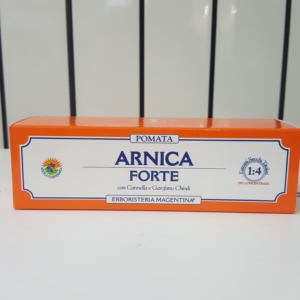 POMATA
ARNICA
FORTE
con Cannella e Garofano Chiodi
ERBORISTERIA MAGENTINA®
1:4